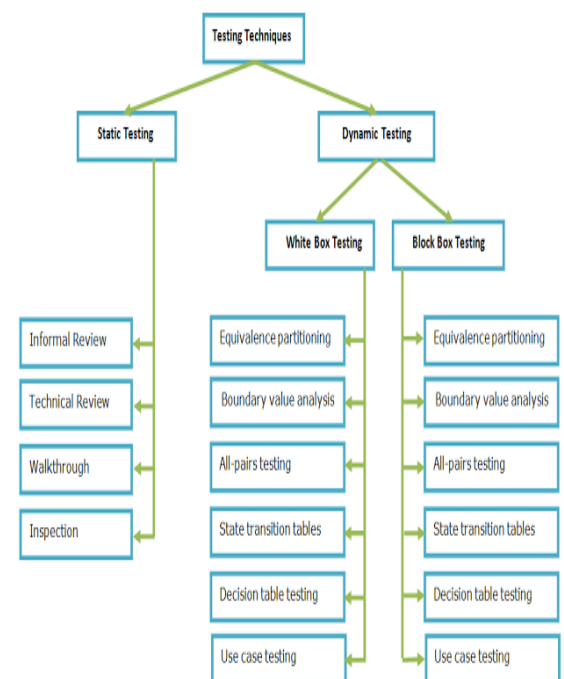 Testing Techniques
Static Testing
Dynamic Testing
White Box Testing
Block Box Testing
Informal Review
Technical Review
Walkthrough
Inspection
Equivalence partitioning
Boundary value analysis
All-pairs testing
State transition tables
Decision table testing
Use case testing
Equivalence partitioning
Boundary value analysis
All-pairs testing
State transition tables
Decision table testing
Use case testing